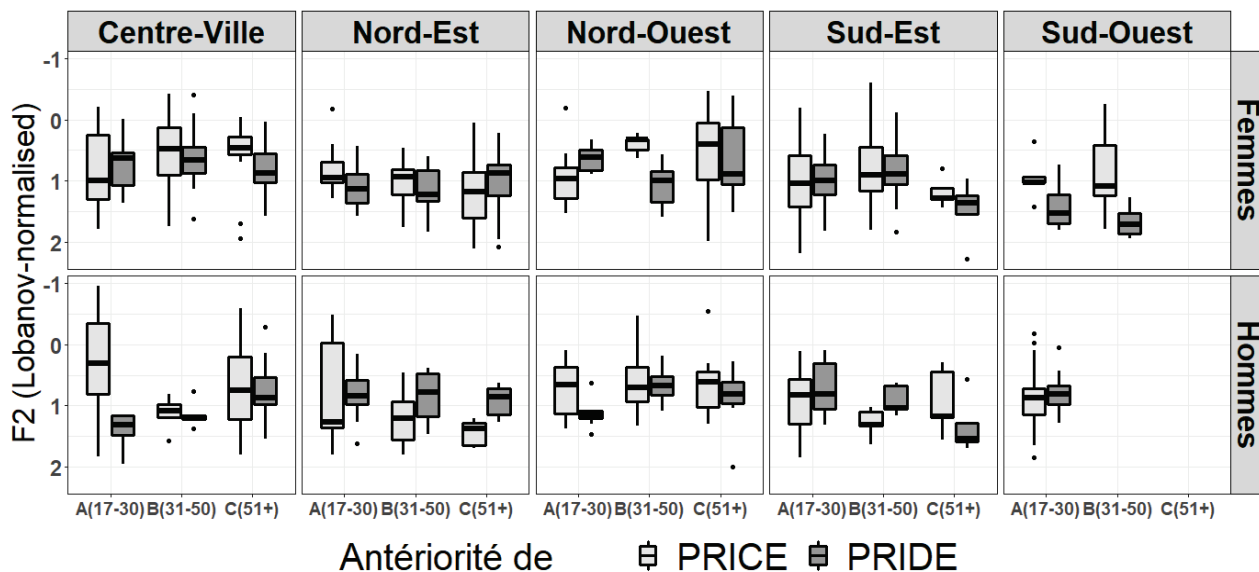 Centre-Ville Nord-Est Nord-Ouest Sud-Est Sud-Ouest
F2 (Lobanov-normalised)
-1
0
1
2
Femmes
-1
0
1
2
Hommes
A(17-30) B(31-50) C(51+) A(17-30) B(31-50) C(51+) A(17-30) B(31-50) C(51+) A(17-30) B(31-50) C(51+) A(17-30) B(31-50) C(51+)
Antériorité de PRICE PRIDE